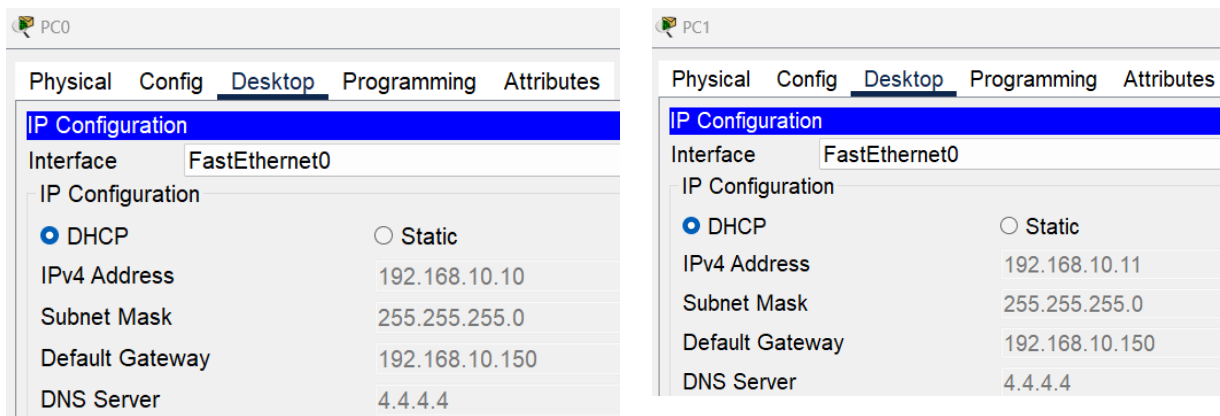 PC0
Physical Config Desktop Programming Attributes
IP Configuration
Interface FastEthernet0
IP Configuration
DHCP Static
IPv4 Address 192.168.10.10
Subnet Mask 255.255.255.0
Default Gateway 192.168.10.150
DNS Server 4.4.4.4
PC1
Physical Config Desktop Programming Attributes
IP Configuration
Interface FastEthernet0
IP Configuration
DHCP Static
IPv4 Address 192.168.10.11
Subnet Mask 255.255.255.0
Default Gateway 192.168.10.150
DNS Server 4.4.4.4